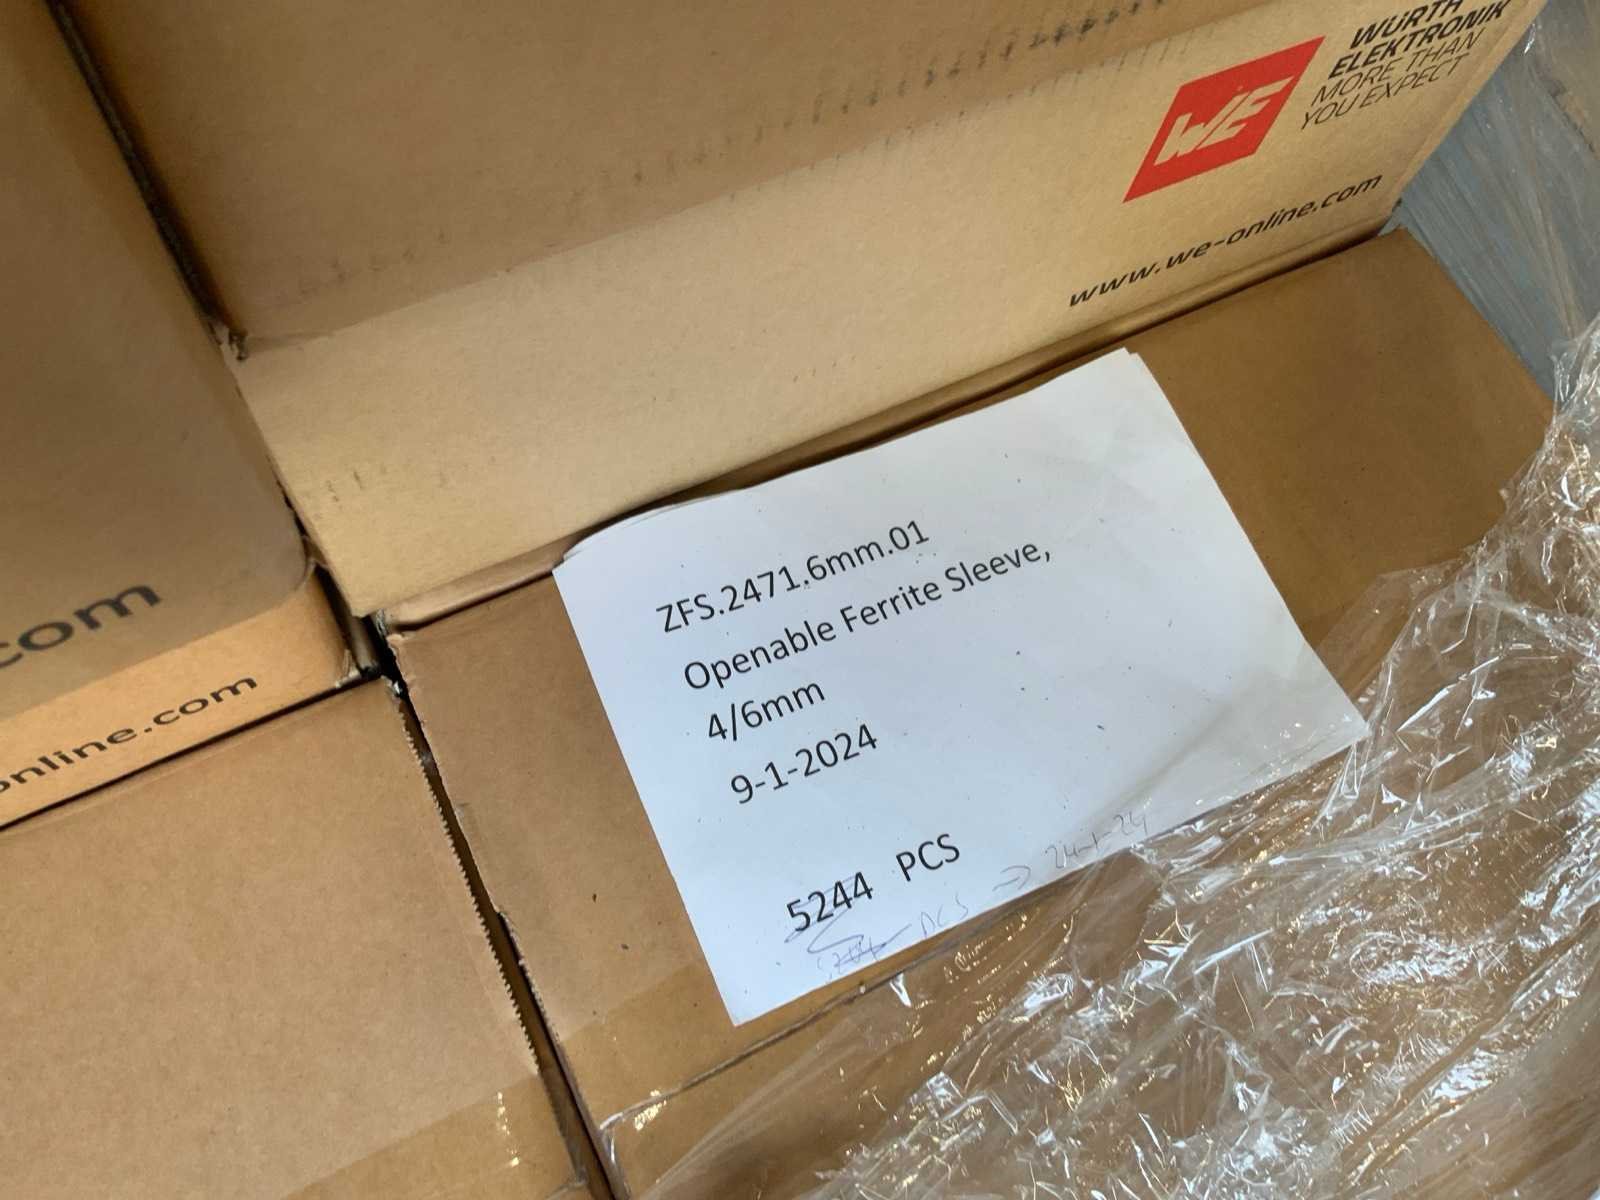 WÜRTH
ELEKTRONIK
MORE THAN
YOU EXPECT
WE
www.we-online.com
com
online.com
ZFS.2471.6mm.01
Openable Ferrite Sleeve,
4/6mm
9-1-2024
5244 PCS
PCS → 24-1-24